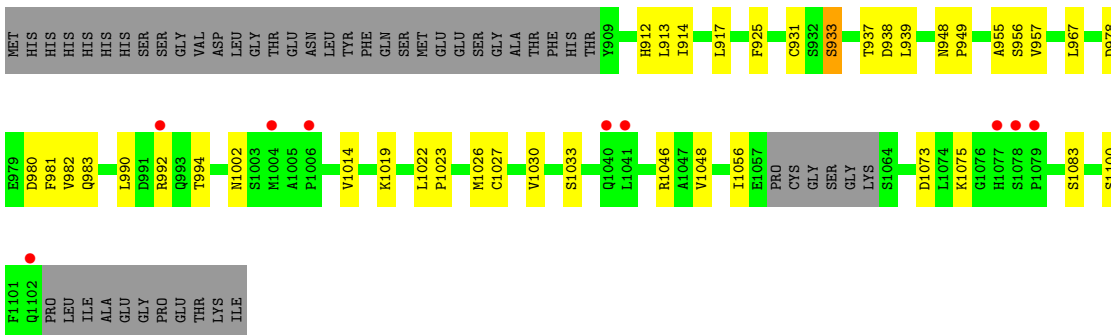 MET HIS HIS HIS HIS HIS HIS SER SER GLY VAL ASP LEU GLY THR GLU ASN LEU TYR PHE GLN SER MET GLU GLU SER GLY ALA THR PHE HIS THR Y909 H912 L913 I914 L917 F925 C931 S932 S933 T937 D938 L939 N948 P949 A955 S956 V957 L967 D978
E979 D980 F981 V982 Q983 L990 D991 R992 Q993 T994 N1002 S1003 M1004 A1005 P1006 V1014 K1019 L1022 P1023 M1026 C1027 V1030 S1033 Q1040 L1041 R1046 A1047 V1048 I1056 E1057 PRO CYS GLY SER GLY LYS S1064 D1073 L1074 K1075 G1076 H1077 S1078 P1079 S1083 S1100
F1101 Q1102 PRO LEU ILE ALA GLU GLY PRO GLU THR LYS ILE